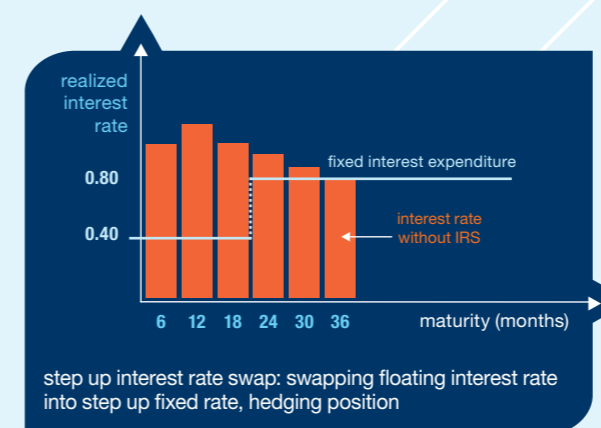 realized
interest
rate
fixed interest expenditure
0.80
interest rate
without IRS
0.40
6 12 18 24 30 36 maturity (months)
step up interest rate swap: swapping floating interest rate
into step up fixed rate, hedging position